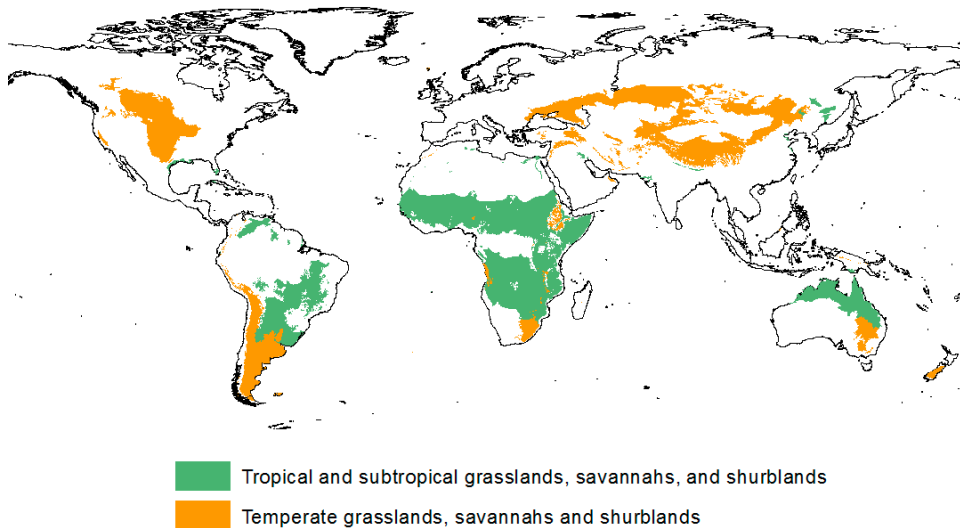 Tropical and subtropical grasslands, savannahs, and shurblands
Temperate grasslands, savannahs and shurblands